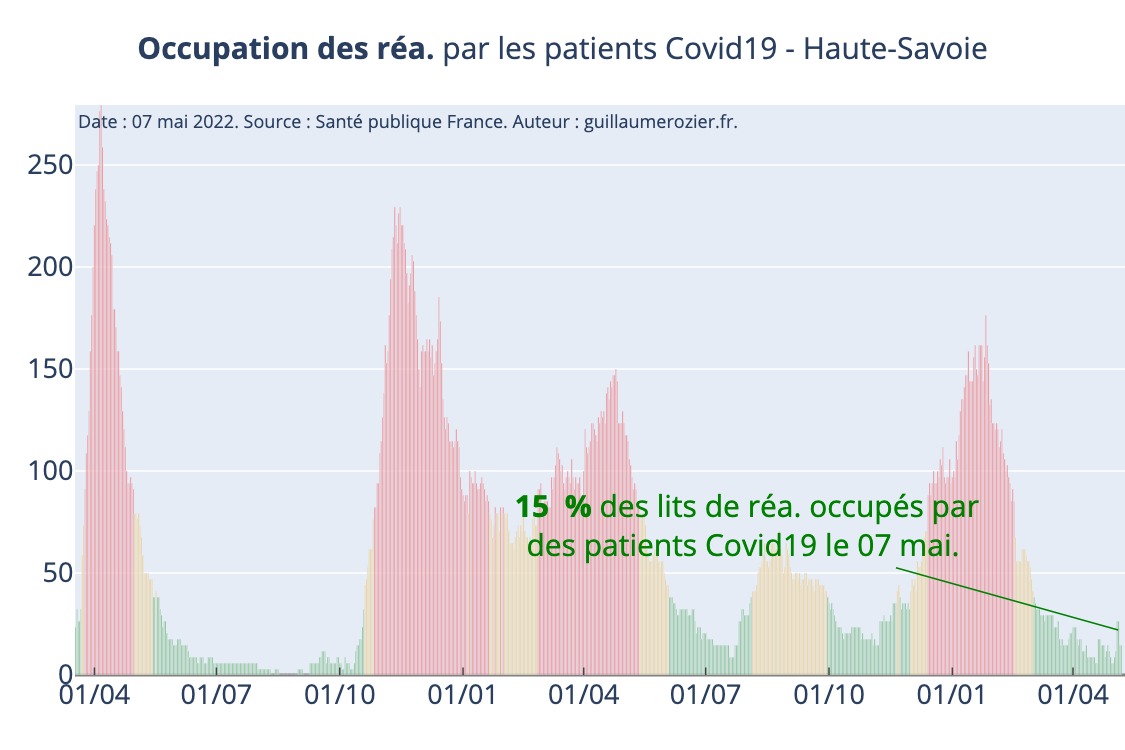 Occupation des réa. par les patients Covid19 - Haute-Savoie
Date : 07 mai 2022. Source : Santé publique France. Auteur : guillaumerozier.fr.
250
200
150
100
50
0
15 % des lits de réa. occupés par
des patients Covid19 le 07 mai.
01/04 01/07 01/10 01/01 01/04 01/07 01/10 01/01 01/04